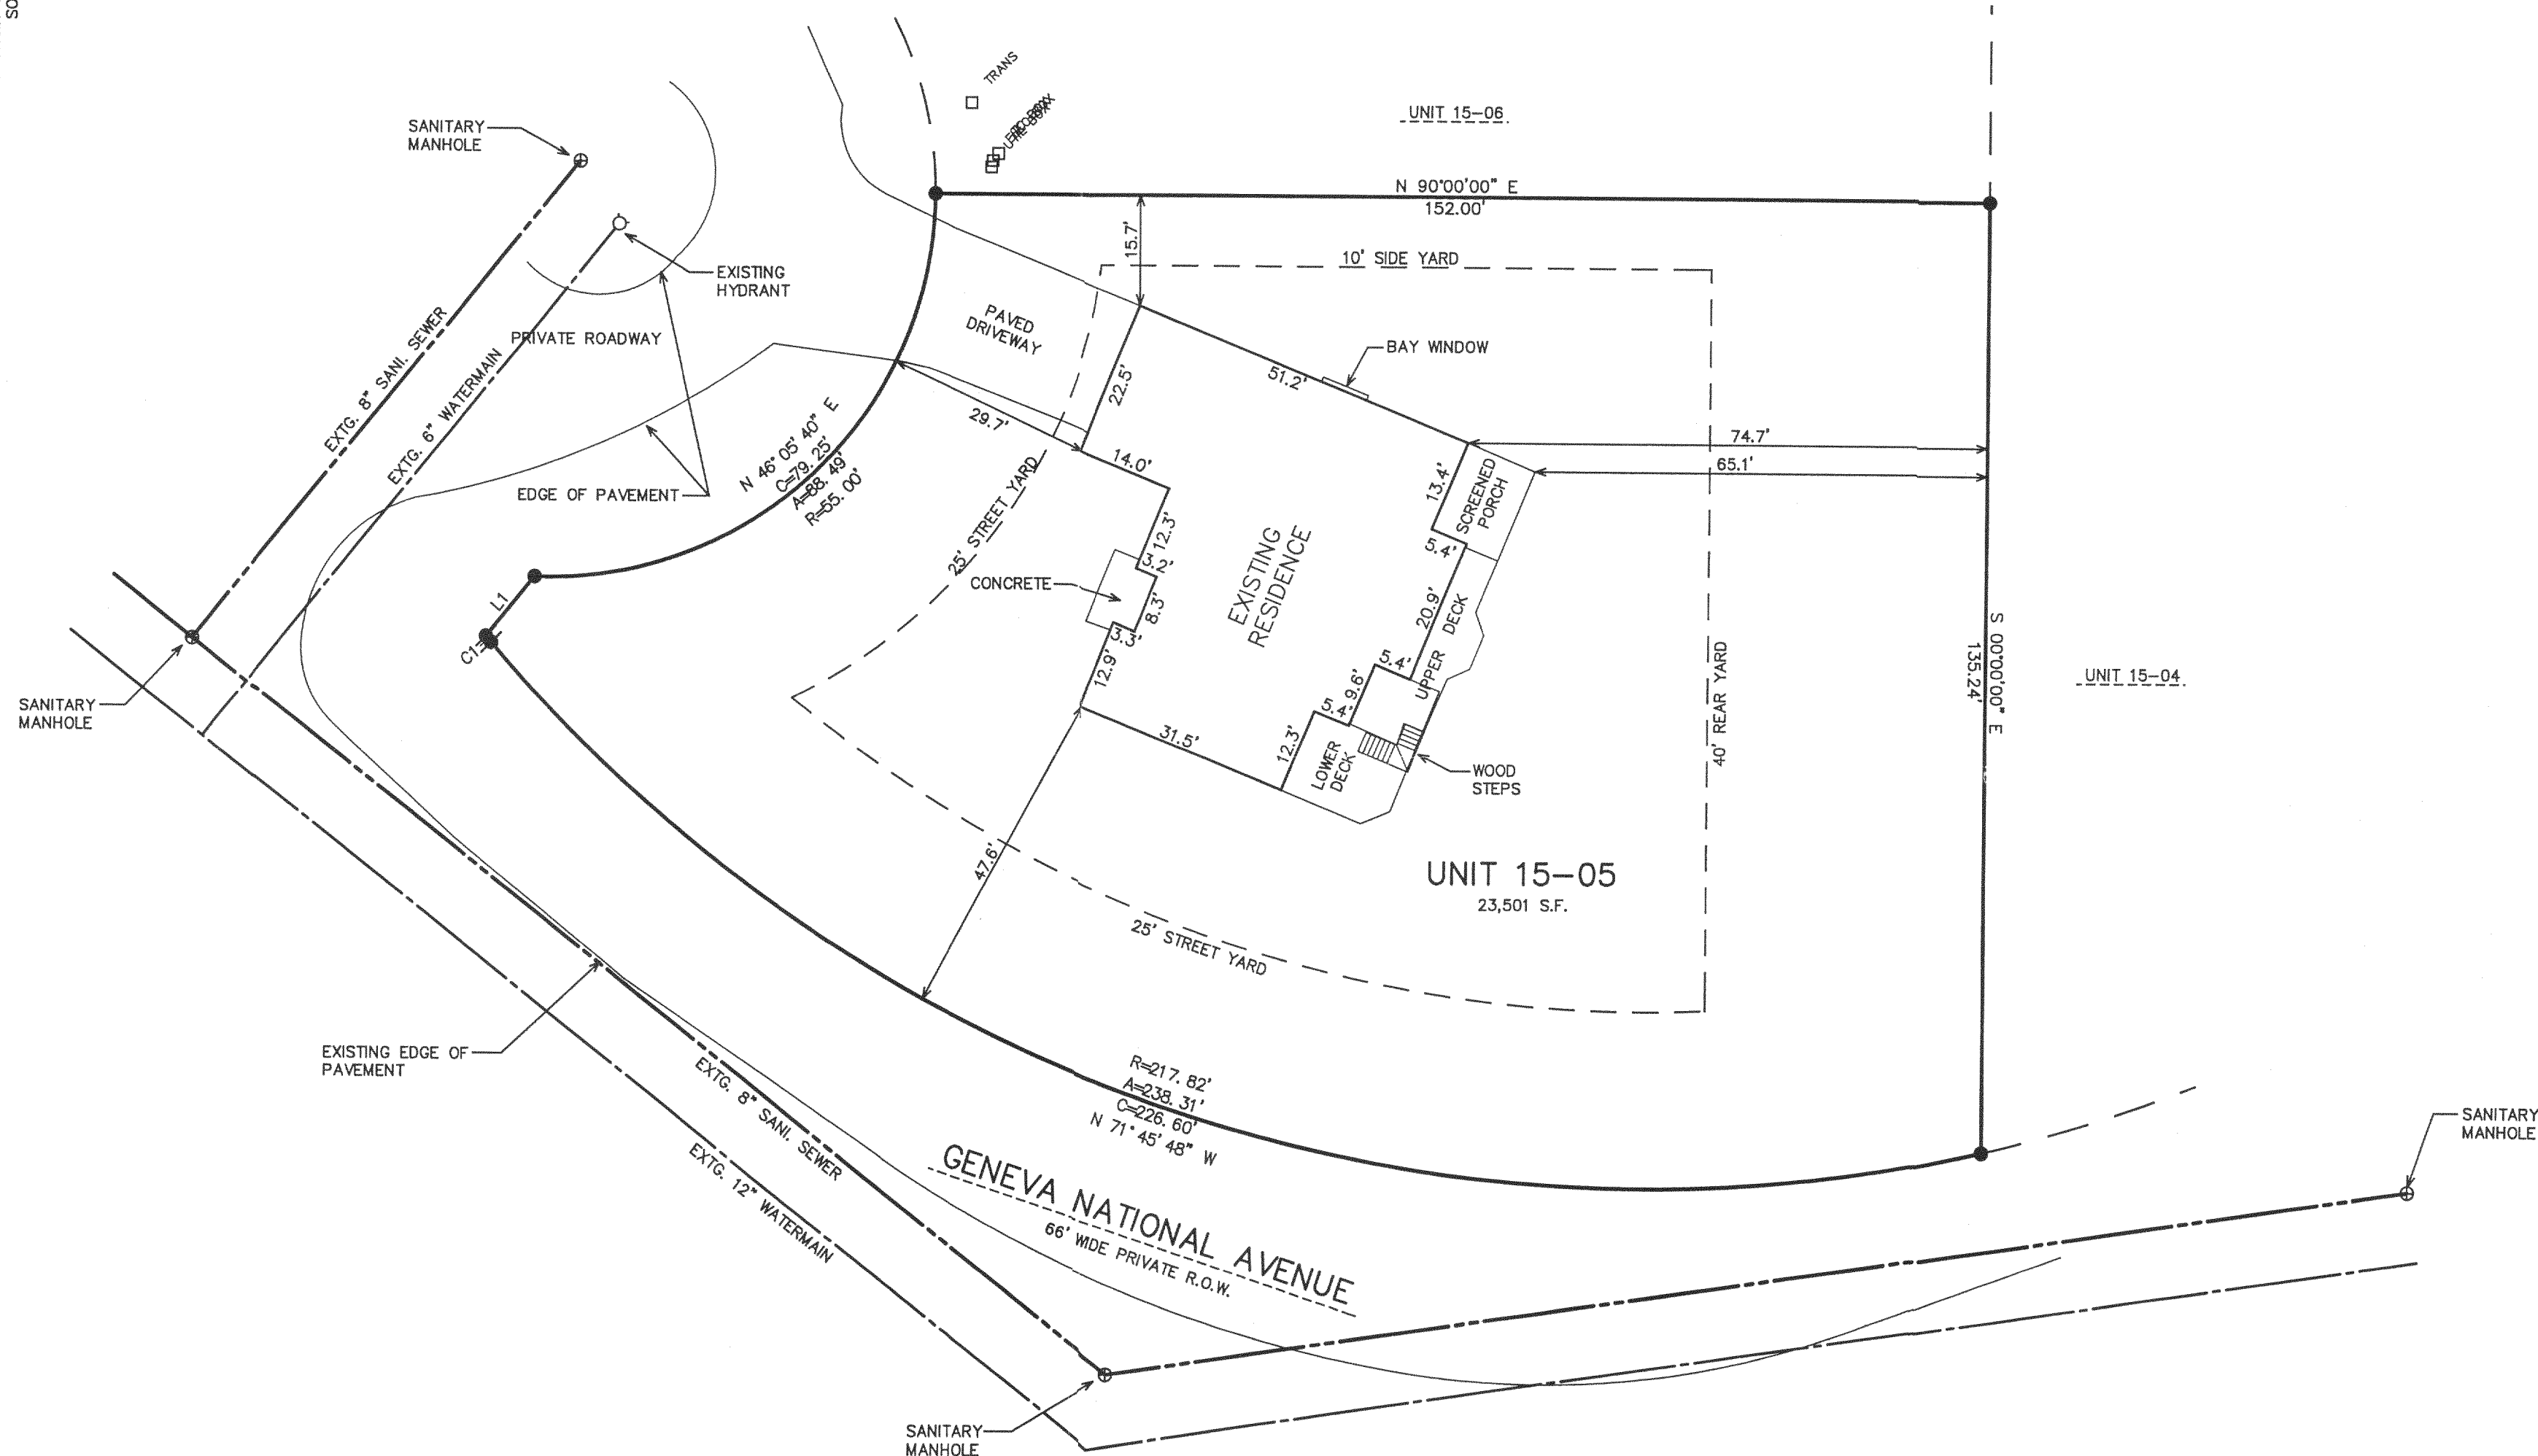 SO
TRANS
UNIT 15-06
SANITARY
MANHOLE
N 90°00'00" E
152.00'
15.7'
10' SIDE YARD
EXISTING
HYDRANT
PRIVATE ROADWAY
PAVED
DRIVEWAY
BAY WINDOW
EXTG. 8" SANI. SEWER
EXTG. 6" WATERMAIN
22.5'
51.2'
29.7'
N 46° 05' 40" E
C=79. 25'
A=88. 49'
R=55. 00'
74.7'
65.1'
14.0'
EDGE OF PAVEMENT
25' STREET YARD
13.4'
SCREENED
PORCH
12.3'
3.2'
5.4'
CONCRETE
EXISTING
RESIDENCE
8.3'
20.9'
UPPER DECK
L1
C1
3.3'
12.9'
5.4'
9.6'
5.4'
S 00°00'00" E
135.24'
UNIT 15-04
40' REAR YARD
SANITARY
MANHOLE
31.5'
12.3'
LOWER
DECK
WOOD
STEPS
47.6'
UNIT 15-05
23,501 S.F.
25' STREET YARD
EXISTING EDGE OF
PAVEMENT
EXTG. 8" SANI. SEWER
EXTG. 12" WATERMAIN
R=217. 82'
A=238. 31'
C=226. 60'
N 71° 45' 48" W
GENEVA NATIONAL AVENUE
66' WIDE PRIVATE R.O.W.
SANITARY
MANHOLE
SANITARY
MANHOLE